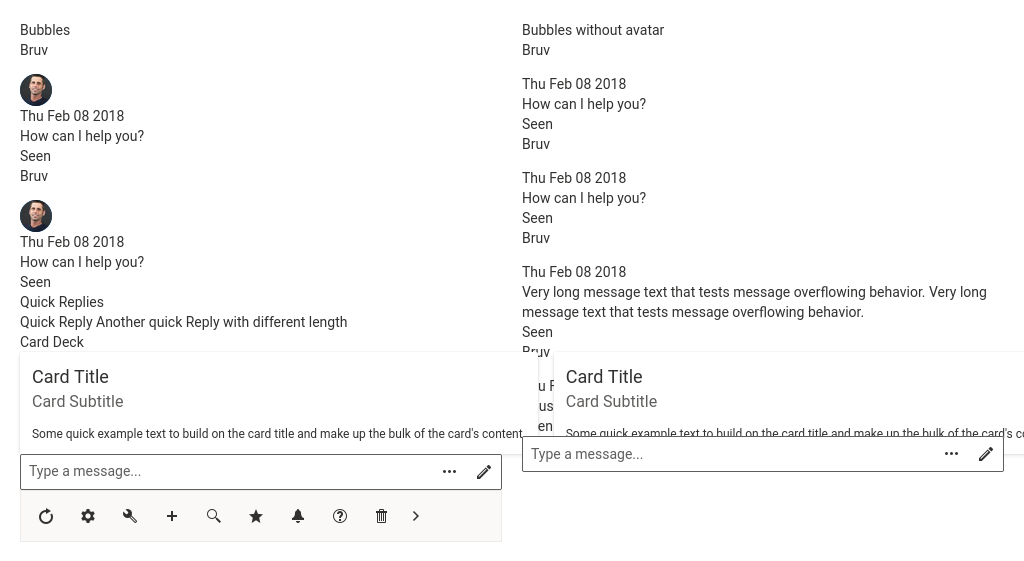 Bubbles
Bruv
Thu Feb 08 2018
How can I help you?
Seen
Bruv
Thu Feb 08 2018
How can I help you?
Seen
Quick Replies
Quick Reply Another quick Reply with different length
Card Deck
Card Title
Card Subtitle
Some quick example text to build on the card title and make up the bulk of the card's content
Type a message...
Bubbles without avatar
Bruv
Thu Feb 08 2018
How can I help you?
Seen
Bruv
Thu Feb 08 2018
How can I help you?
Seen
Bruv
Thu Feb 08 2018
Very long message text that tests message overflowing behavior. Very long
message text that tests message overflowing behavior.
Seen
Bruv
Card Title
Card Subtitle
Some quick example text to build on the card title and make up the bulk of the card's
Type a message...